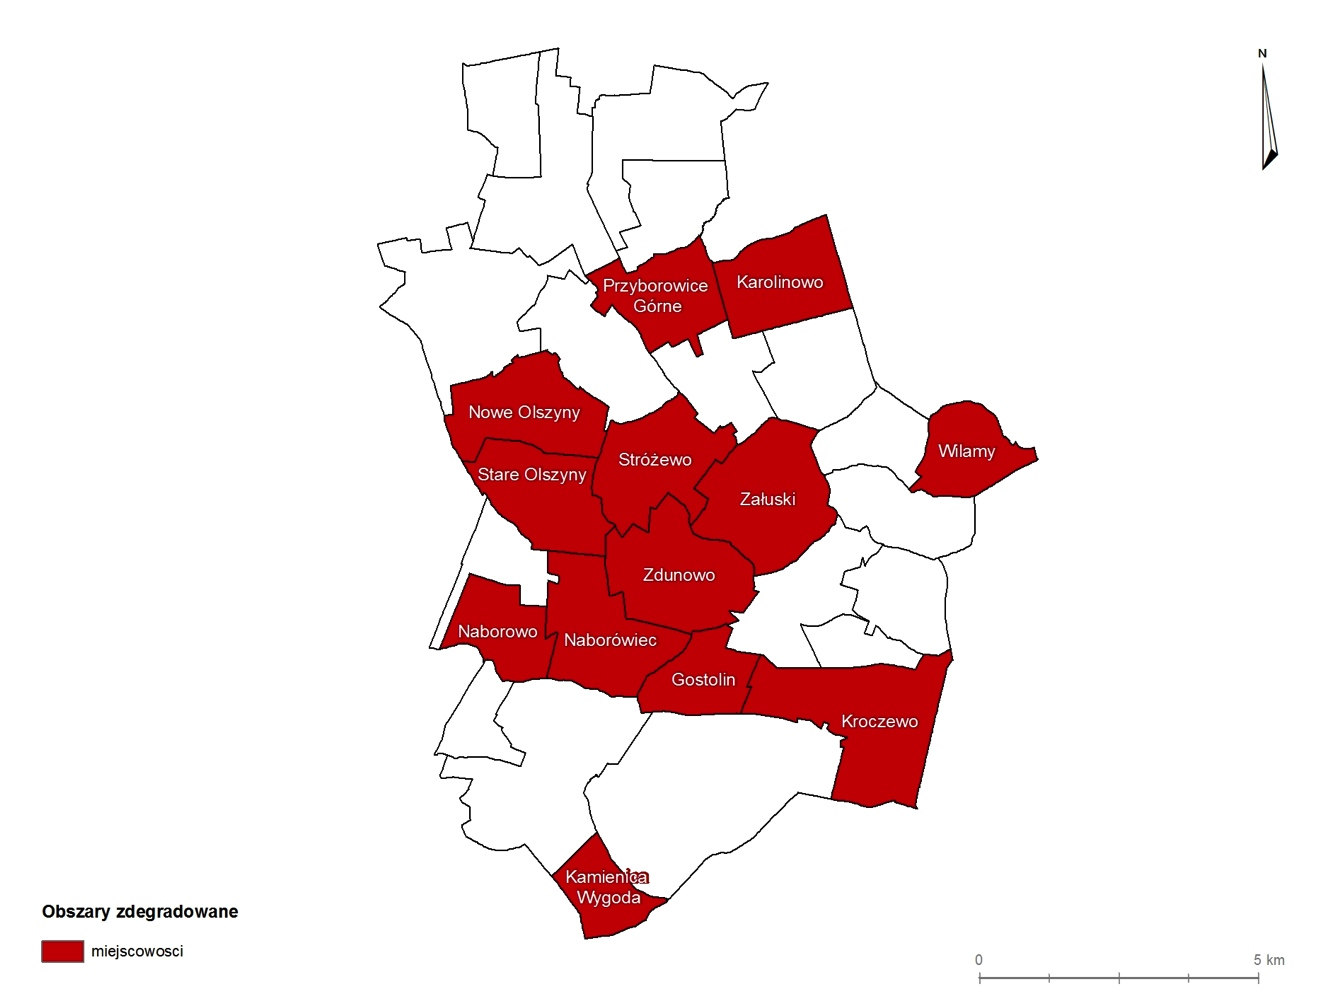 N
Przyborowice
Górne
Karolinowo
Nowe Olszyny
Wilamy
Stróżewo
Stare Olszyny
Załuski
Zdunowo
Naborowo
Naborówiec
Gostolin
Kroczewo
Kamienica
Wygoda
Obszary zdegradowane
miejscowosci
0 5 km